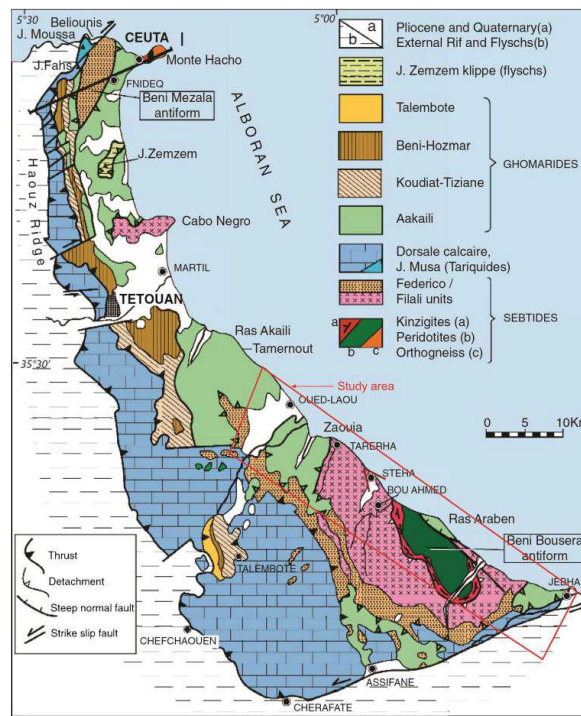 5°30
5°00
Beliounis
J. Moussa
CEUTA
J.Fahs
Monte Hacho
FNIDEQ
Beni Mezala
antiform
J.Zemzem
Haouz Ridge
ALBORAN SEA
Cabo Negro
MARTIL
TETOUAN
Ras Akaili
Tamernout
35°30'
Study area
OUED-LAOU
Zaouia
TARERHA
STEHA
BOU AHMED
Ras Araben
Beni Bousera
antiform
JEBHA
TALEMBOTE
CHEFCHAOUEN
ASSIFANE
CHERAFATE
a
b
Pliocene and Quaternary(a)
External Rif and Flyschs(b)
J. Zemzem klippe (flyschs)
Talembote
Beni-Hozmar
Koudiat-Tiziane
Aakaili
GHOMARIDES
Dorsale calcaire,
J. Musa (Tariquides)
Federico /
Filali units
a
b
c
Kinzigites (a)
Peridotites (b)
Orthogneiss (c)
SEBTIDES
0 5 10Km
Thrust
Detachment
Steep normal fault
Strike slip fault